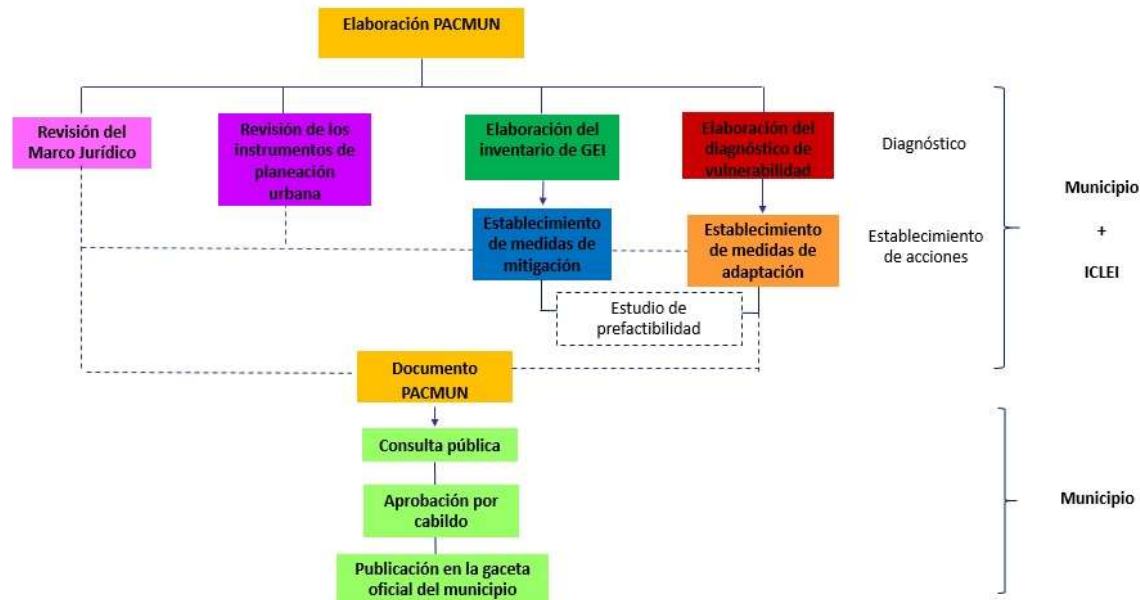 Elaboración PACMUN
Revisión del
Marco Jurídico
Revisión de los
instrumentos de
planeación
urbana
Elaboración del
inventario de GEI
Elaboración del
diagnóstico de
vulnerabilidad
Diagnóstico
Establecimiento
de medidas de
mitigación
Establecimiento
de medidas de
adaptación
Establecimiento
de acciones
Municipio
+
ICLEI
Estudio de
prefactibilidad
Documento
PACMUN
Consulta pública
Aprobación por
cabildo
Publicación en la gaceta
oficial del municipio
Municipio